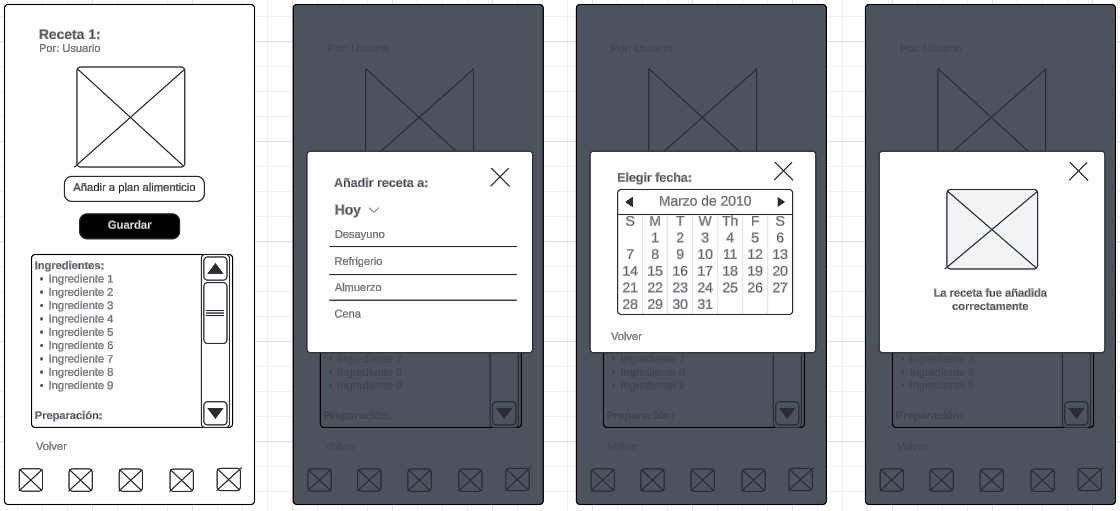 Receta 1:
Por: Usuario
Añadir a plan alimenticio
Guardar
Ingredientes:
• Ingrediente 1
• Ingrediente 2
• Ingrediente 3
• Ingrediente 4
• Ingrediente 5
• Ingrediente 6
• Ingrediente 7
• Ingrediente 8
• Ingrediente 9
Preparación:
Volver
Por: Usuario
Añadir receta a:
Hoy
Desayuno
Refrigerio
Almuerzo
Cena
• Ingrediente 7
• Ingrediente 8
• Ingrediente 9
Preparación:
Volver
Por: Usuario
Elegir fecha:
Marzo de 2010
S M T W Th F S
1 2 3 4 5 6
7 8 9 10 11 12 13
14 15 16 17 18 19 20
21 22 23 24 25 26 27
28 29 30 31
Volver
• Ingrediente 7
• Ingrediente 8
• Ingrediente 9
Preparación:
Volver
Por: Usuario
La receta fue añadida
correctamente
• Ingrediente 7
• Ingrediente 8
• Ingrediente 9
Preparación:
Volver